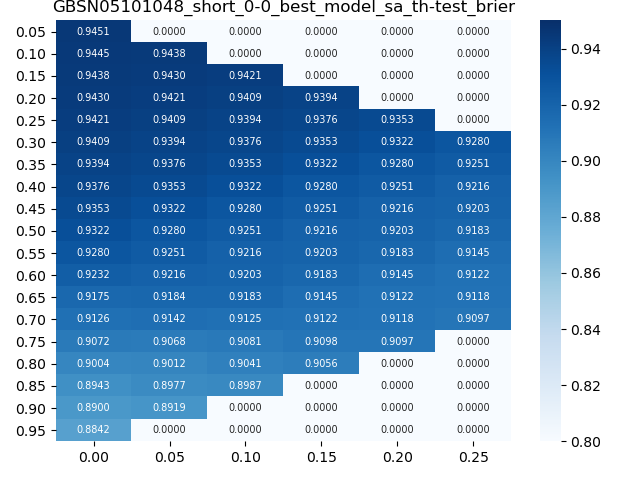 GBSN05101048_short_0-0_best_model_sa_th-test_brier
0.05 0.9451 0.0000 0.0000 0.0000 0.0000 0.0000
0.10 0.9445 0.9438 0.0000 0.0000 0.0000 0.0000
0.15 0.9438 0.9430 0.9421 0.0000 0.0000 0.0000
0.20 0.9430 0.9421 0.9409 0.9394 0.0000 0.0000
0.25 0.9421 0.9409 0.9394 0.9376 0.9353 0.0000
0.30 0.9409 0.9394 0.9376 0.9353 0.9322 0.9280
0.35 0.9394 0.9376 0.9353 0.9322 0.9280 0.9251
0.40 0.9376 0.9353 0.9322 0.9280 0.9251 0.9216
0.45 0.9353 0.9322 0.9280 0.9251 0.9216 0.9203
0.50 0.9322 0.9280 0.9251 0.9216 0.9203 0.9183
0.55 0.9280 0.9251 0.9216 0.9203 0.9183 0.9145
0.60 0.9232 0.9216 0.9203 0.9183 0.9145 0.9122
0.65 0.9175 0.9184 0.9183 0.9145 0.9122 0.9118
0.70 0.9126 0.9142 0.9125 0.9122 0.9118 0.9097
0.75 0.9072 0.9068 0.9081 0.9098 0.9097 0.0000
0.80 0.9004 0.9012 0.9041 0.9056 0.0000 0.0000
0.85 0.8943 0.8977 0.8987 0.0000 0.0000 0.0000
0.90 0.8900 0.8919 0.0000 0.0000 0.0000 0.0000
0.95 0.8842 0.0000 0.0000 0.0000 0.0000 0.0000
0.00 0.05 0.10 0.15 0.20 0.25
0.94
0.92
0.90
0.88
0.86
0.84
0.82
0.80